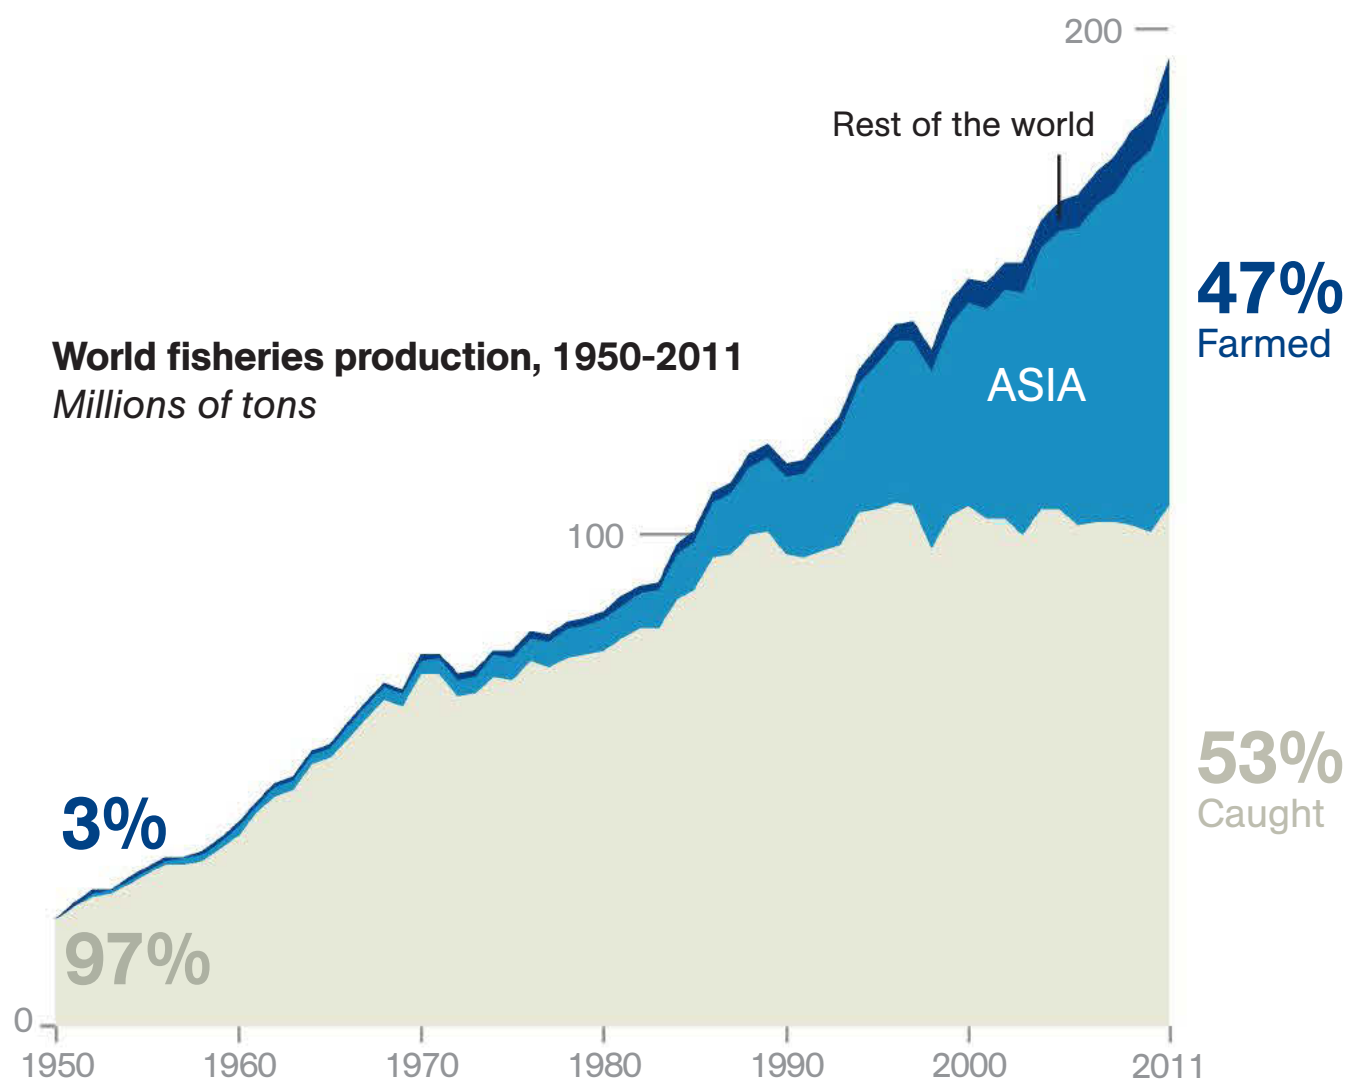 200
Rest of the world
47%
Farmed
World fisheries production, 1950-2011
Millions of tons
ASIA
100
53%
Caught
3%
97%
0
1950 1960 1970 1980 1990 2000 2011